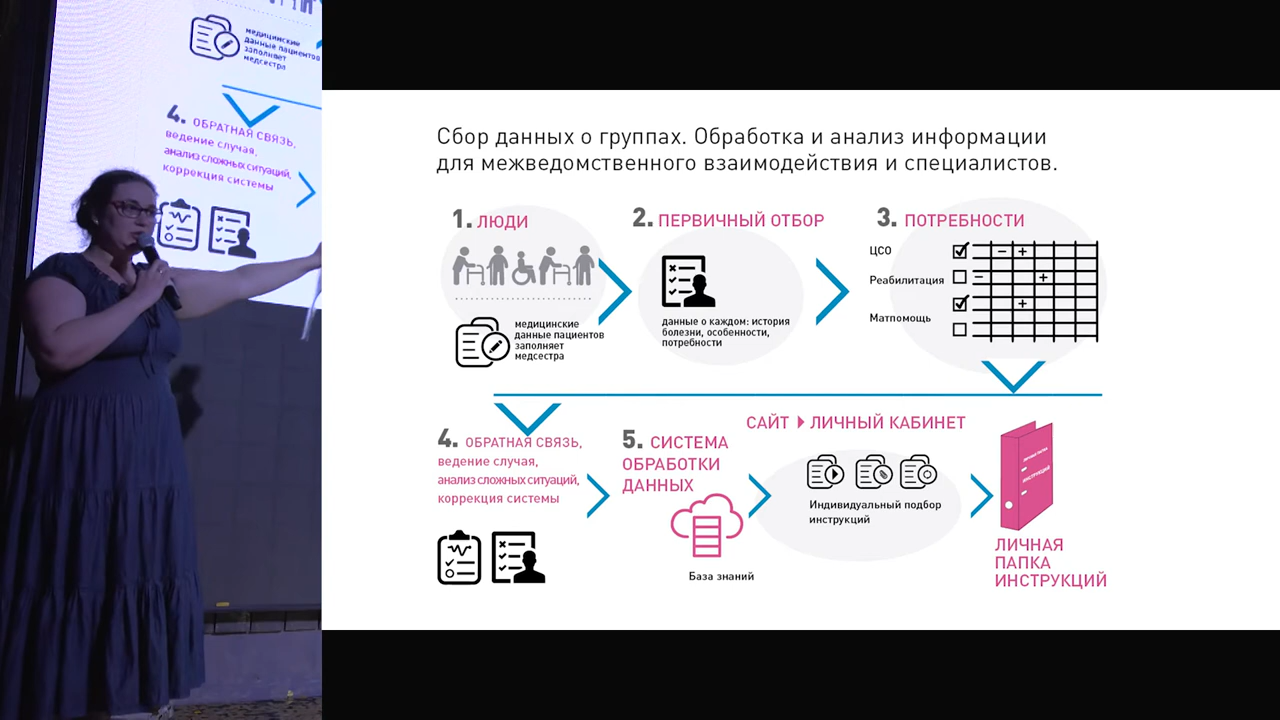 медицинские
данные пациентов
заполняет
медсестра
4. ОБРАТНАЯ СВЯЗЬ,
ведение случая,
анализ сложных ситуаций,
коррекция системы
Сбор данных о группах. Обработка и анализ информации
для межведомственного взаимодействия и специалистов.
1. ЛЮДИ
медицинские
данные пациентов
заполняет
медсестра
2. ПЕРВИЧНЫЙ ОТБОР
данные о каждом: история
болезни, особенности,
потребности
3. ПОТРЕБНОСТИ
ЦСО
Реабилитация
Матпомощь
4. ОБРАТНАЯ СВЯЗЬ,
ведение случая,
анализ сложных ситуаций,
коррекция системы
5. СИСТЕМА
ОБРАБОТКИ
ДАННЫХ
База знаний
САЙТ ЛИЧНЫЙ КАБИНЕТ
Индивидуальный подбор
инструкций
ЛИЧНАЯ ПАПКА
ИНСТРУКЦИЙ
ЛИЧНАЯ
ПАПКА
ИНСТРУКЦИЙ